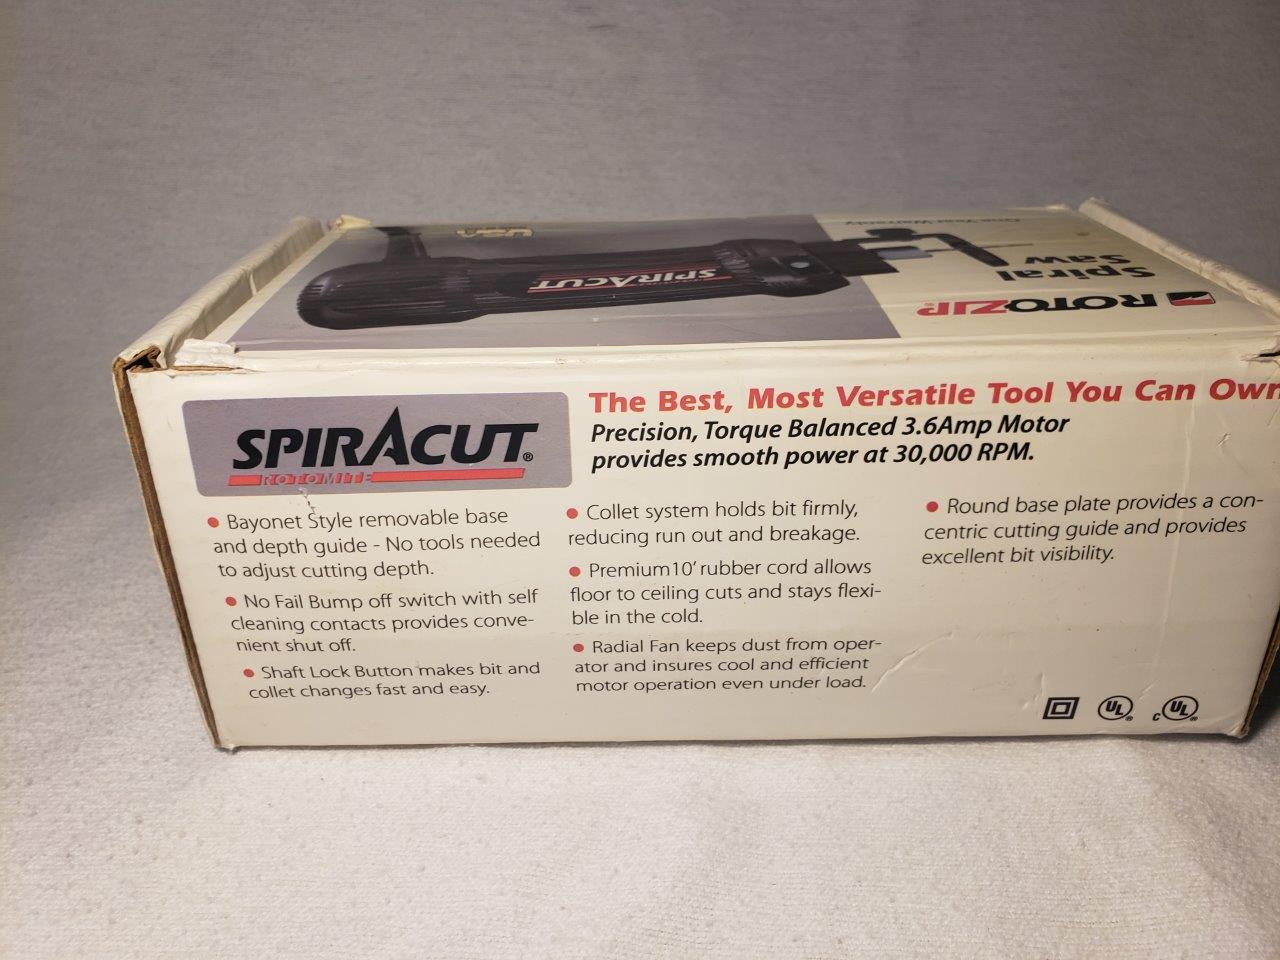 USA
One Year Warranty
SPIRACUT
Spiral
Saw
ROTOZIP®
SPIRACUT®
ROTOMITE
The Best, Most Versatile Tool You Can Own
Precision, Torque Balanced 3.6Amp Motor
provides smooth power at 30,000 RPM.
• Bayonet Style removable base
and depth guide - No tools needed
to adjust cutting depth.
• No Fail Bump off switch with self
cleaning contacts provides conve-
nient shut off.
• Shaft Lock Button makes bit and
collet changes fast and easy.
• Collet system holds bit firmly,
reducing run out and breakage.
• Premium10' rubber cord allows
floor to ceiling cuts and stays flexi-
ble in the cold.
• Radial Fan keeps dust from oper-
ator and insures cool and efficient
motor operation even under load.
• Round base plate provides a con-
centric cutting guide and provides
excellent bit visibility.
UL® c UL®